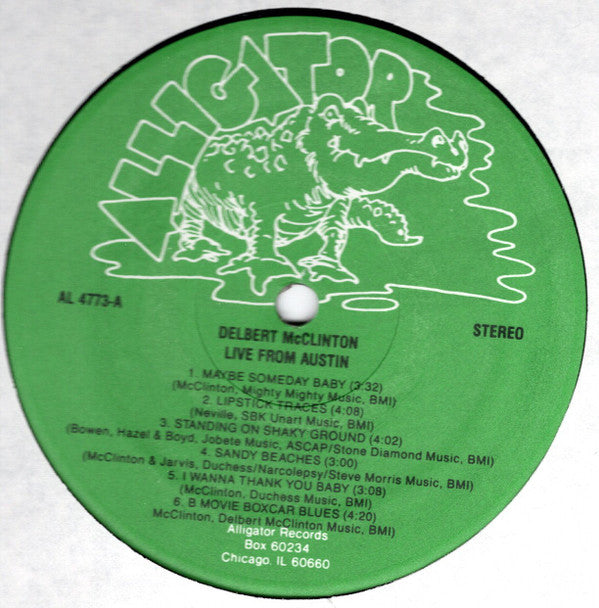 ALLIGATOR
AL 4773-A
STEREO
DELBERT McCLINTON
LIVE FROM AUSTIN
1. MAYBE SOMEDAY BABY (3:32)
(McClinton, Mighty Mighty Music, BMI)
2. LIPSTICK TRACES (4:08)
(Neville, SBK Unart Music, BMI)
3. STANDING ON SHAKY GROUND (4:02)
(Bowen, Hazel & Boyd, Jobete Music, ASCAP/Stone Diamond Music, BMI)
4. SANDY BEACHES (3:00)
(McClinton & Jarvis, Duchess/Narcolepsy/Steve Morris Music, BMI)
5. I WANNA THANK YOU BABY (3:08)
(McClinton, Duchess Music, BMI)
6. B MOVIE BOXCAR BLUES (4:20)
McClinton, Delbert McClinton Music, BMI)
Alligator Records
Box 60234
Chicago, IL 60660